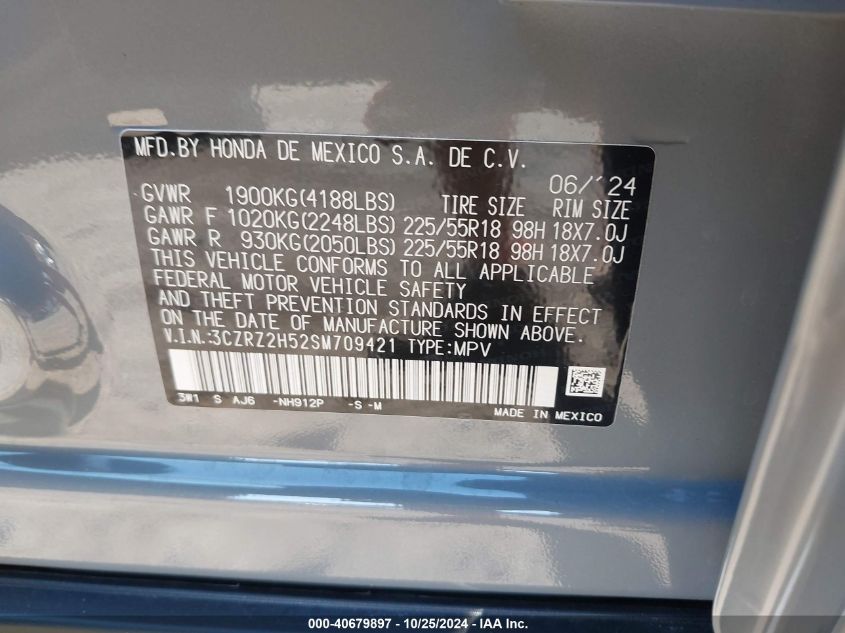 MFD.BY HONDA DE MEXICO S.A. DE C.V.
06/'24
GVWR 1900KG(4188LBS) TIRE SIZE RIM SIZE
GAWR F 1020KG(2248LBS) 225/55R18 98H 18X7.0J
GAWR R 930KG(2050LBS) 225/55R18 98H 18X7.0J
THIS VEHICLE CONFORMS TO ALL APPLICABLE
FEDERAL MOTOR VEHICLE SAFETY
AND THEFT PREVENTION STANDARDS IN EFFECT
ON THE DATE OF MANUFACTURE SHOWN ABOVE.
V.I.N.:3CZRZ2H52SM709421 TYPE:MPV
3W1 S AJ6 -NH912P -S -M
MADE IN MEXICO
000-40679897 - 10/25/2024 - IAA Inc.